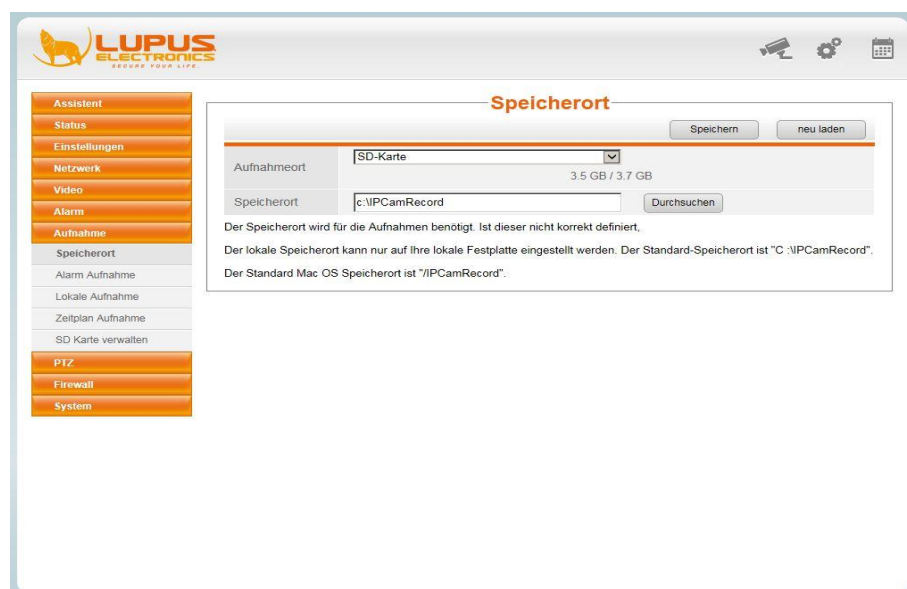 LUPUS
ELECTRONICS
SECURE YOUR LIFE.
Assistent
Status
Einstellungen
Netzwerk
Video
Alarm
Aufnahme
Speicherort
Alarm Aufnahme
Lokale Aufnahme
Zeitplan Aufnahme
SD Karte verwalten
PTZ
Firewall
System
Speicherort
Speichern neu laden
Aufnahmeort SD-Karte
3.5 GB / 3.7 GB
Speicherort c:\IPCamRecord Durchsuchen
Der Speicherort wird für die Aufnahmen benötigt. Ist dieser nicht korrekt definiert,
Der lokale Speicherort kann nur auf Ihre lokale Festplatte eingestellt werden. Der Standard-Speicherort ist "C :\IPCamRecord".
Der Standard Mac OS Speicherort ist "/IPCamRecord".